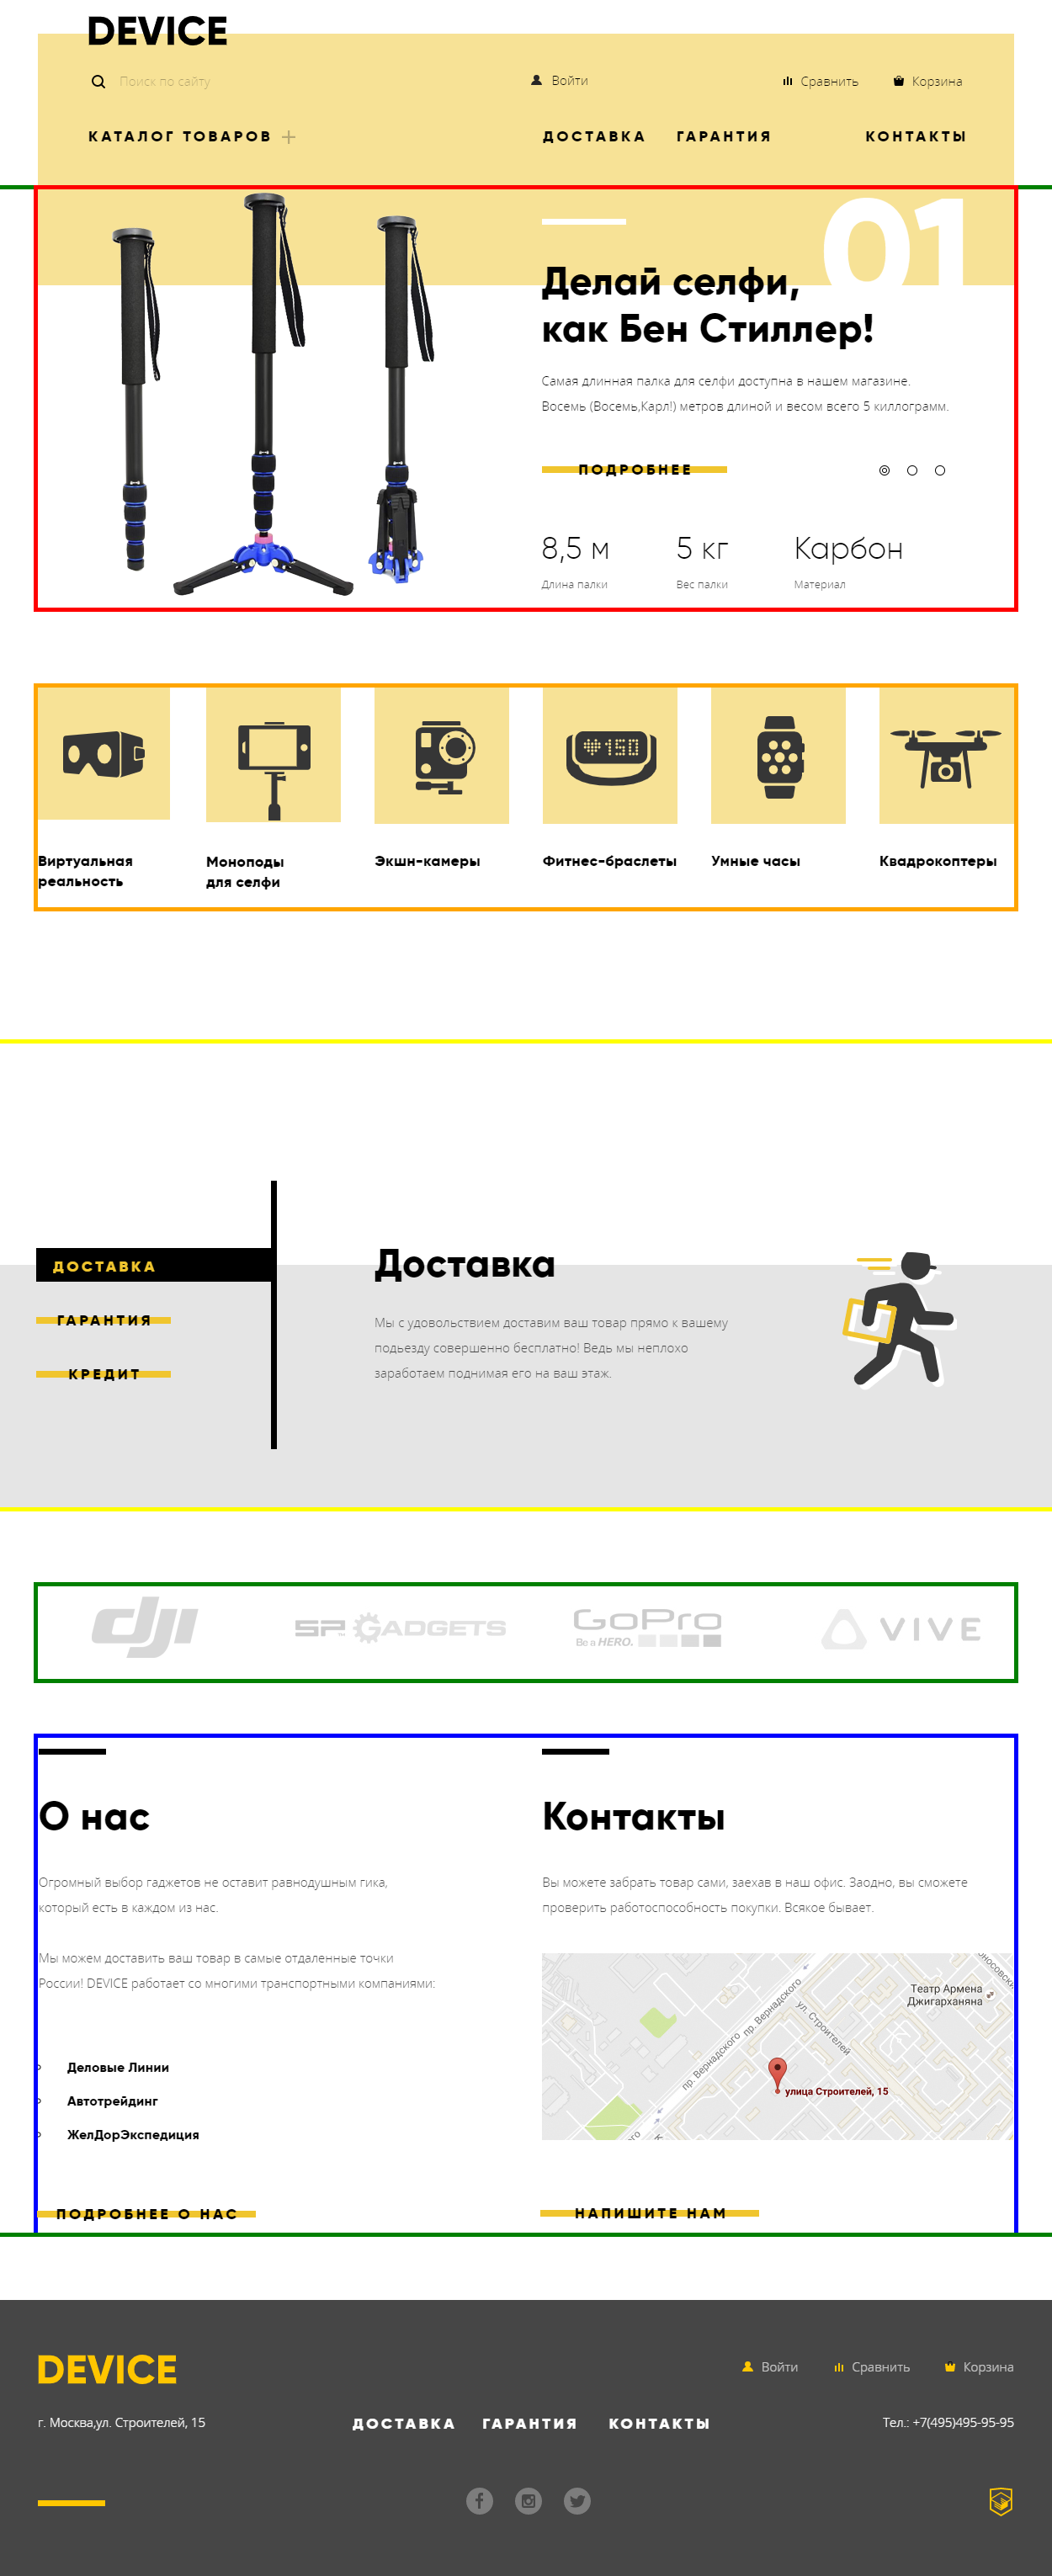 DEVICE
Поиск по сайту
Войти
Сравнить
Корзина
КАТАЛОГ ТОВАРОВ
ДОСТАВКА
ГАРАНТИЯ
КОНТАКТЫ
01
Делай селфи,
как Бен Стиллер!
Самая длинная палка для селфи доступна в нашем магазине.
Восемь (Восемь,Карл!) метров длиной и весом всего 5 киллограмм.
ПОДРОБНЕЕ
8,5 м
5 кг
Карбон
Длина палки
Вес палки
Материал
150
Виртуальная
реальность
Моноподы
для селфи
Экшн-камеры
Фитнес-браслеты
Умные часы
Квадрокоптеры
ДОСТАВКА
ГАРАНТИЯ
КРЕДИТ
Доставка
Мы с удовольствием доставим ваш товар прямо к вашему
подьезду совершенно бесплатно! Ведь мы неплохо
заработаем поднимая его на ваш этаж.
dji
SP GADGETS
GoPro
Be a HERO.
VIVE
О нас
Огромный выбор гаджетов не оставит равнодушным гика,
который есть в каждом из нас.
Мы можем доставить ваш товар в самые отдаленные точки
России! DEVICE работает со многими транспортными компаниями:
Деловые Линии
Автотрейдинг
ЖелДорЭкспедиция
ПОДРОБНЕЕ О НАС
Контакты
Вы можете забрать товар сами, заехав в наш офис. Заодно, вы сможете
проверить работоспособность покупки. Всякое бывает.
Театр Армена
Джигарханяна
пр. Вернадского
ул. Строителей
пр. Вернадского
улица Строителей, 15
НАПИШИТЕ НАМ
DEVICE
Войти
Сравнить
Корзина
г. Москва,ул. Строителей, 15
ДОСТАВКА
ГАРАНТИЯ
КОНТАКТЫ
Тел.: +7(495)495-95-95